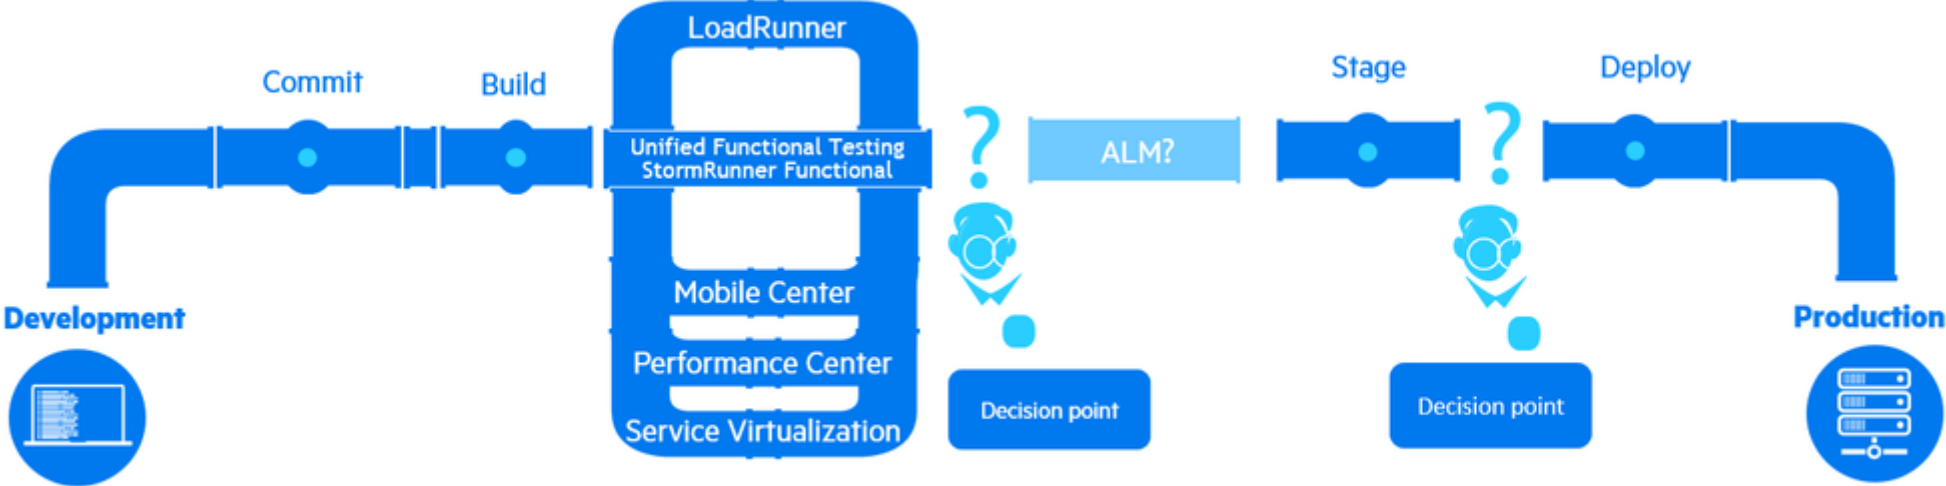 Commit
Build
LoadRunner
Unified Functional Testing
StormRunner Functional
Mobile Center
Performance Center
Service Virtualization
?
ALM?
Stage
?
Deploy
Development
Decision point
Decision point
Production